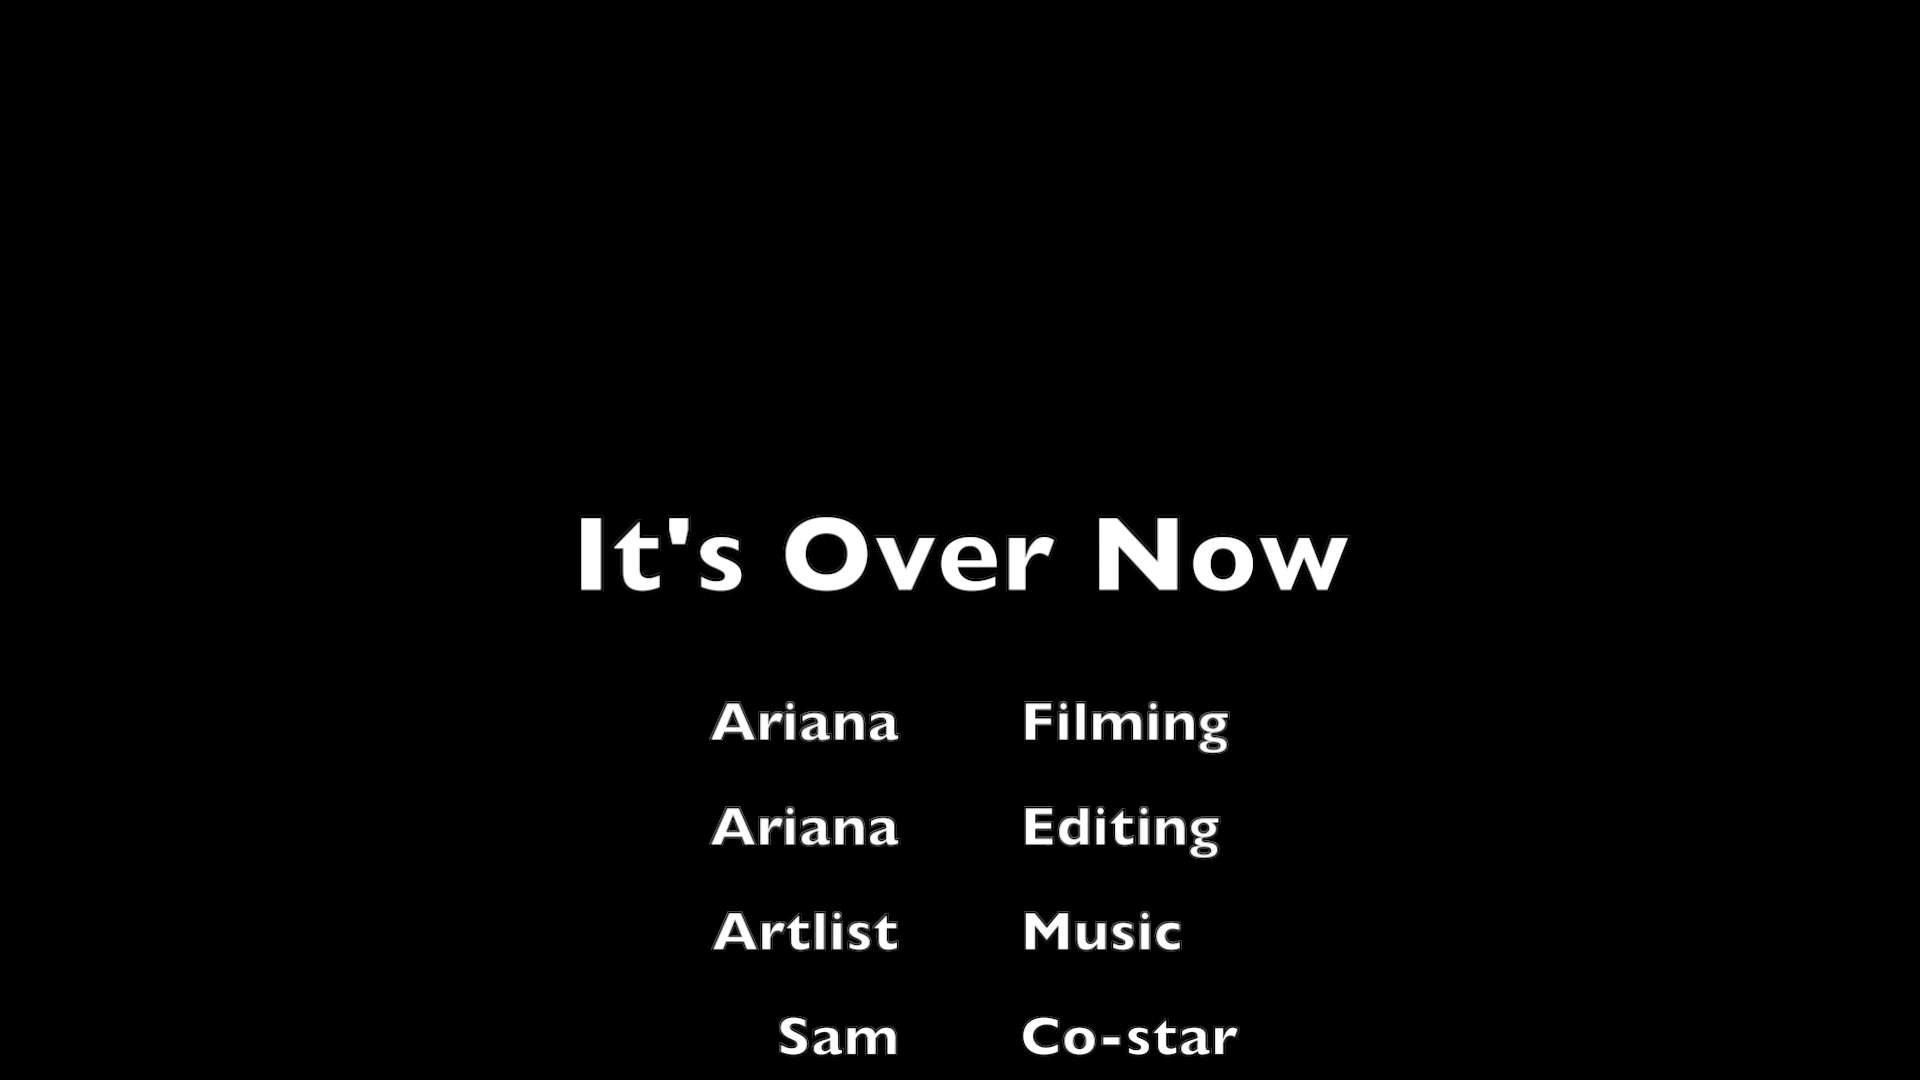 It's Over Now
Ariana Filming
Ariana Editing
Artlist Music
Sam Co-star